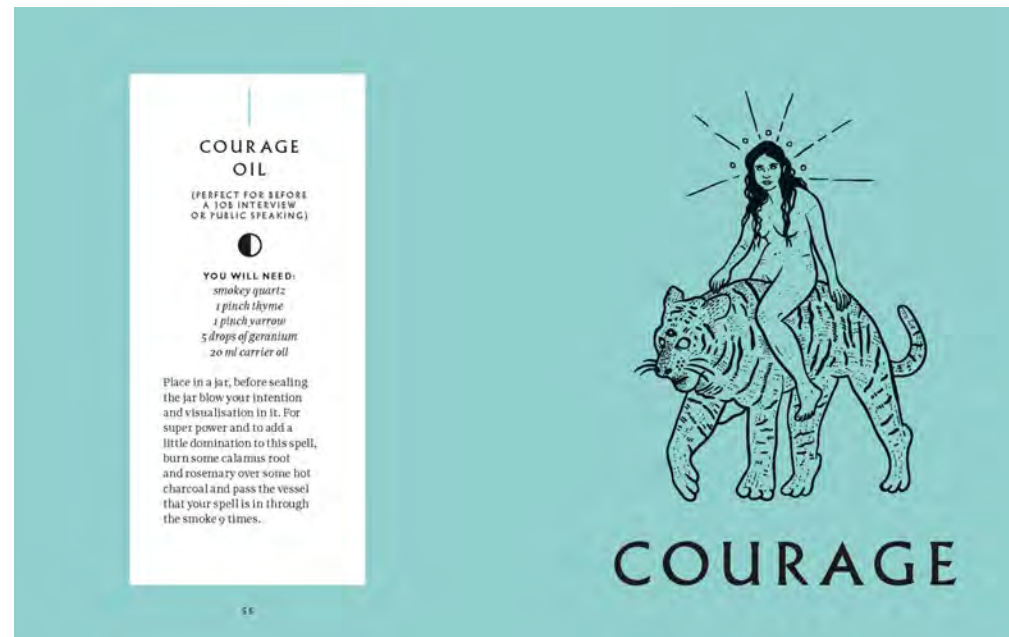 COURAGE
OIL
(PERFECT FOR BEFORE
A JOB INTERVIEW
OR PUBLIC SPEAKING)
YOU WILL NEED:
smokey quartz
1 pinch thyme
1 pinch yarrow
5 drops of geranium
20 ml carrier oil
Place in a jar, before sealing
the jar blow your intention
and visualisation in it. For
super power and to add a
little domination to this spell,
burn some calamus root
and rosemary over some hot
charcoal and pass the vessel
that your spell is in through
the smoke 9 times.
COURAGE